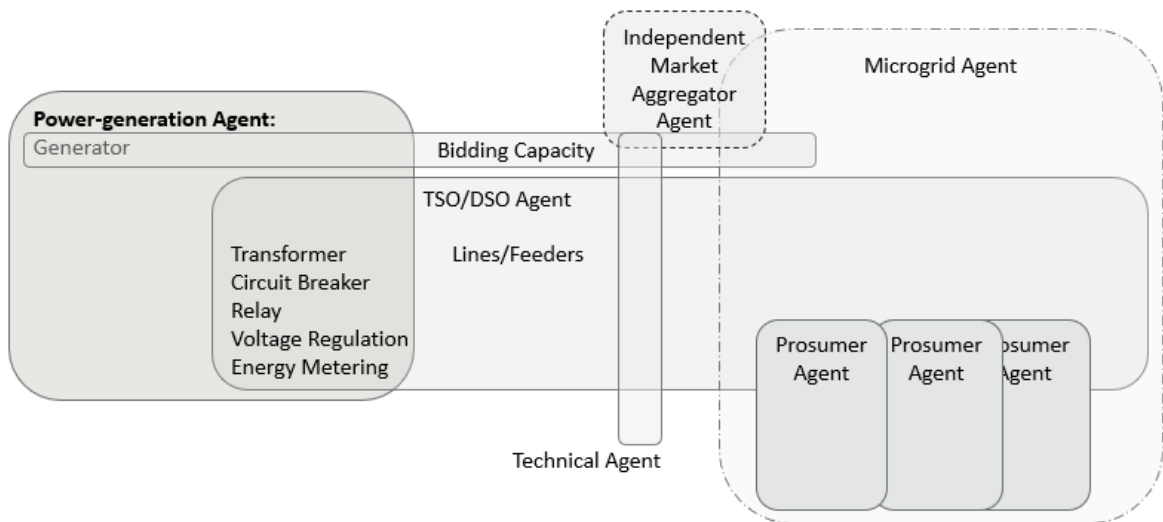 Independent
Market
Aggregator
Agent
Microgrid Agent
Power-generation Agent:
Generator
Bidding Capacity
TSO/DSO Agent
Transformer
Circuit Breaker
Relay
Voltage Regulation
Energy Metering
Lines/Feeders
Prosumer
Agent
Prosumer
Agent
osumer
Agent
Technical Agent